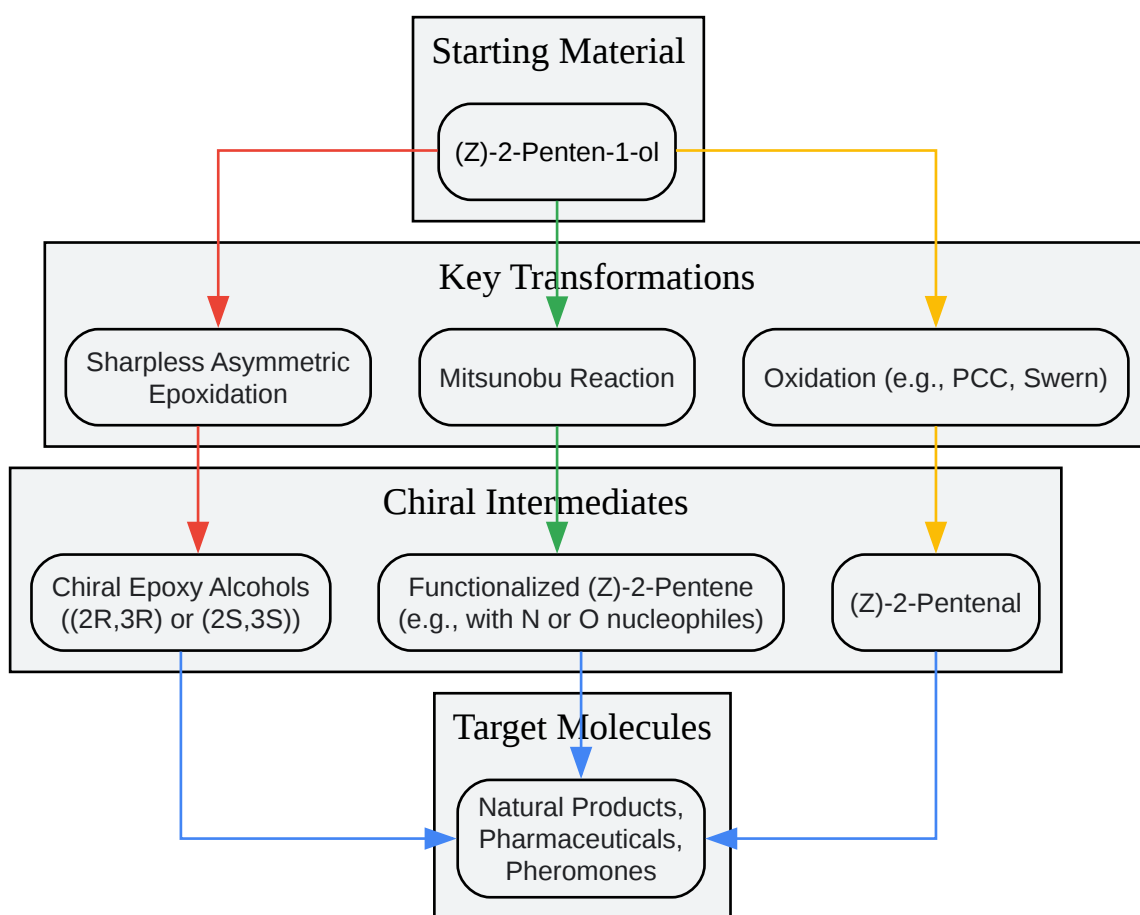 Starting Material
(Z)-2-Penten-1-ol
Key Transformations
Sharpless Asymmetric
Epoxidation
Mitsunobu Reaction
Oxidation (e.g., PCC, Swern)
Chiral Intermediates
Chiral Epoxy Alcohols
((2R,3R) or (2S,3S))
Functionalized (Z)-2-Pentene
(e.g., with N or O nucleophiles)
(Z)-2-Pentenal
Target Molecules
Natural Products,
Pharmaceuticals,
Pheromones